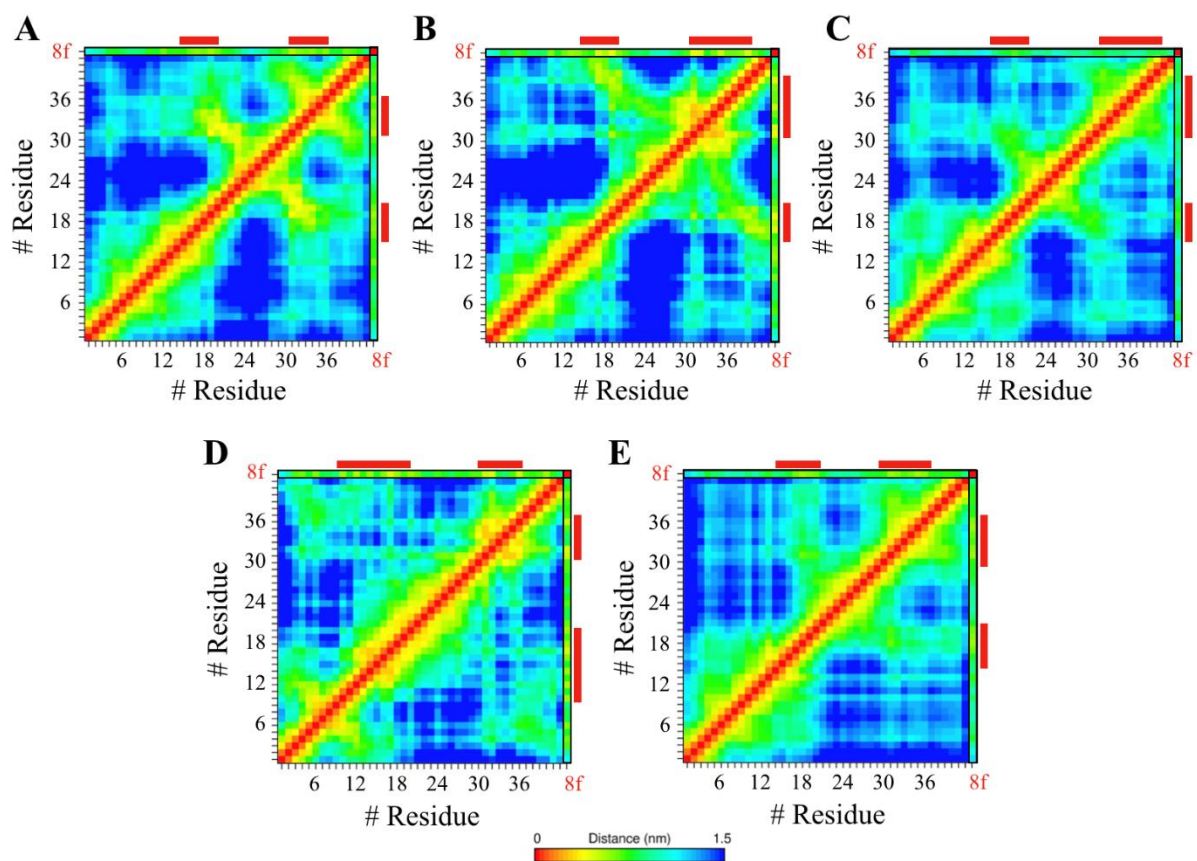 A
B
C
8f
36
30
24
18
12
6
# Residue
6 12 18 24 30 36 8f
# Residue
8f
36
30
24
18
12
6
# Residue
6 12 18 24 30 36 8f
# Residue
8f
36
30
24
18
12
6
# Residue
6 12 18 24 30 36 8f
# Residue
D
E
8f
36
30
24
18
12
6
# Residue
6 12 18 24 30 36 8f
# Residue
8f
36
30
24
18
12
6
# Residue
6 12 18 24 30 36 8f
# Residue
0 Distance (nm) 1.5